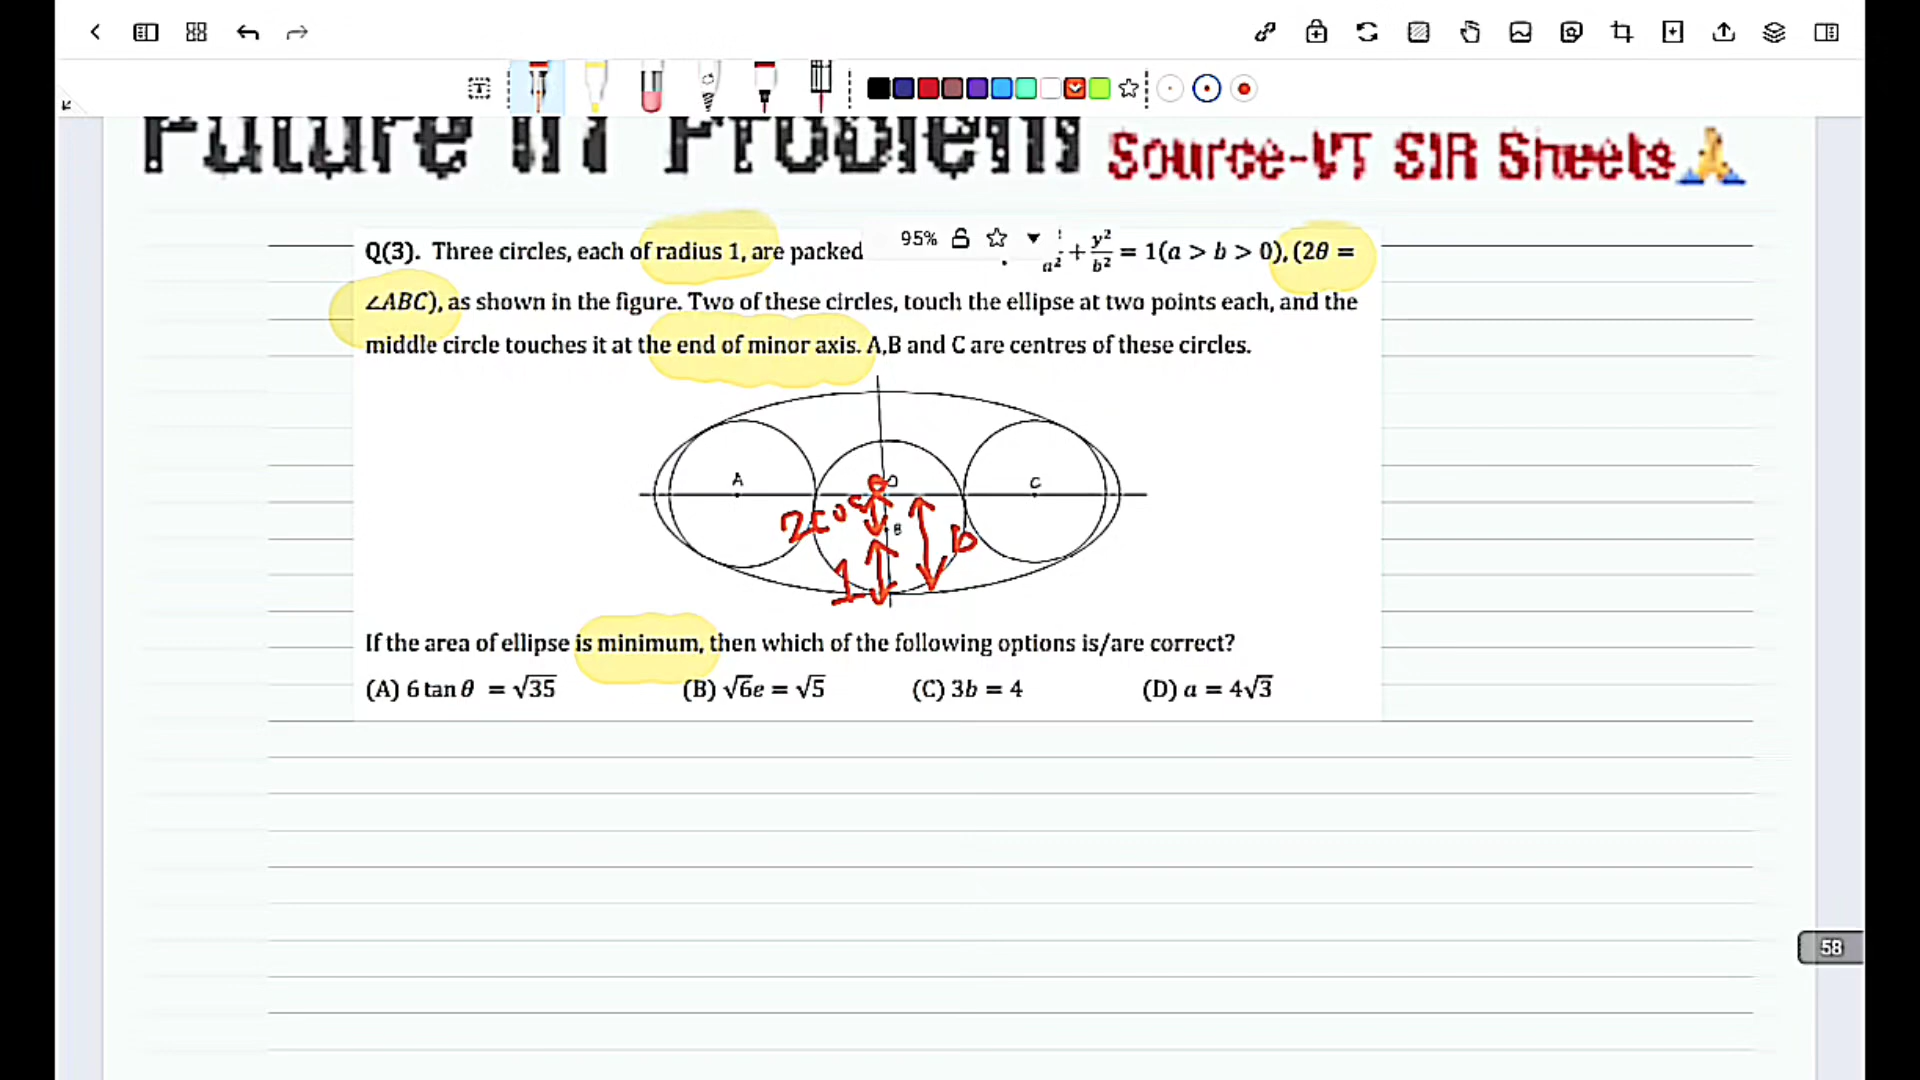 Future IIT Problem Source-VT SIR Sheets🙏
95%
Q(3). Three circles, each of radius 1, are packed + y²/b² = 1(a > b > 0), (2θ =
a²
∠ABC), as shown in the figure. Two of these circles, touch the ellipse at two points each, and the
middle circle touches it at the end of minor axis. A,B and C are centres of these circles.
A
C
2cosθ
B
b
1
If the area of ellipse is minimum, then which of the following options is/are correct?
(A) 6 tan θ = √35 (B) √6e = √5 (C) 3b = 4 (D) a = 4√3
58